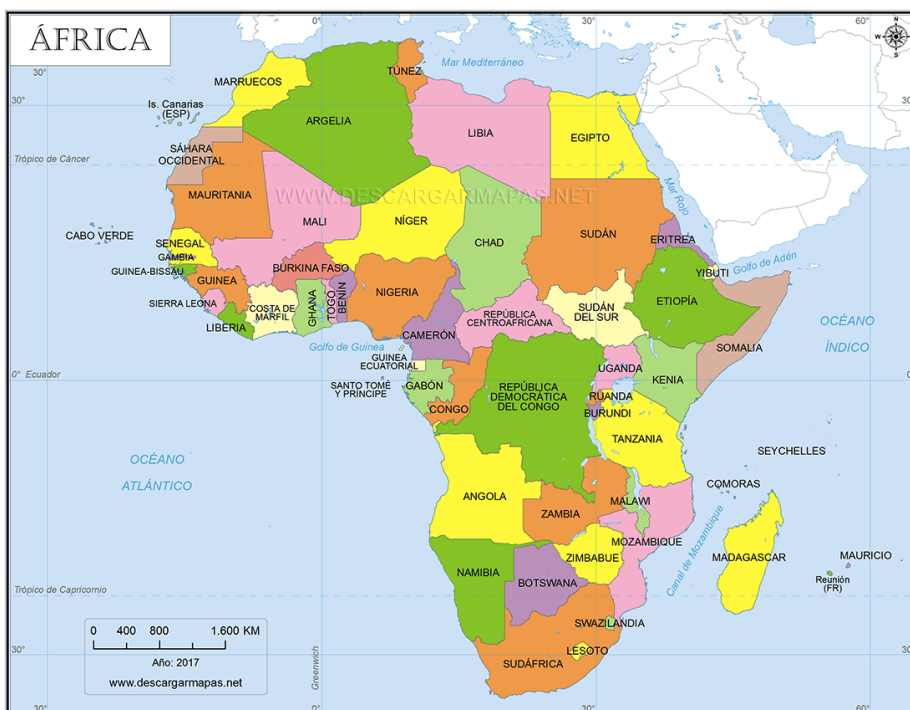 ÁFRICA
0°
30°
60°
N
W
E
S
30°
30°
Mar Mediterráneo
TÚNEZ
MARRUECOS
Is. Canarias
(ESP)
ARGELIA
LIBIA
EGIPTO
SÁHARA
OCCIDENTAL
Trópico de Cáncer
WWW.DESCARGARMAPAS.NET
MAURITANIA
MALI
NÍGER
CHAD
SUDÁN
Mar Rojo
ERITREA
CABO VERDE
SENEGAL
GAMBIA
GUINEA-BISSAU
GUINEA
BURKINA FASO
YIBUTI
Golfo de Adén
SIERRA LEONA
COSTA DE
MARFIL
GHANA
TOGO
BENÍN
NIGERIA
SUDÁN
DEL SUR
ETIOPÍA
LIBERIA
CAMERÓN
REPÚBLICA
CENTROAFRICANA
SOMALIA
OCÉANO
ÍNDICO
Golfo de Guinea
GUINEA
ECUATORIAL
UGANDA
KENIA
0° Ecuador
SANTO TOMÉ
Y PRÍNCIPE
GABÓN
CONGO
REPÚBLICA
DEMOCRÁTICA
DEL CONGO
RUANDA
BURUNDI
TANZANIA
OCÉANO
ATLÁNTICO
SEYCHELLES
COMORAS
ANGOLA
ZAMBIA
MALAWI
MOZAMBIQUE
Canal de Mozambique
MADAGASCAR
MAURICIO
Reunión
(FR)
ZIMBABUE
NAMIBIA
BOTSWANA
Trópico de Capricornio
SWAZILANDIA
LESOTO
SUDÁFRICA
0 400 800 1.600 KM
Año: 2017
www.descargarmapas.net
Greenwich
30°
30°
0°
30°
60°